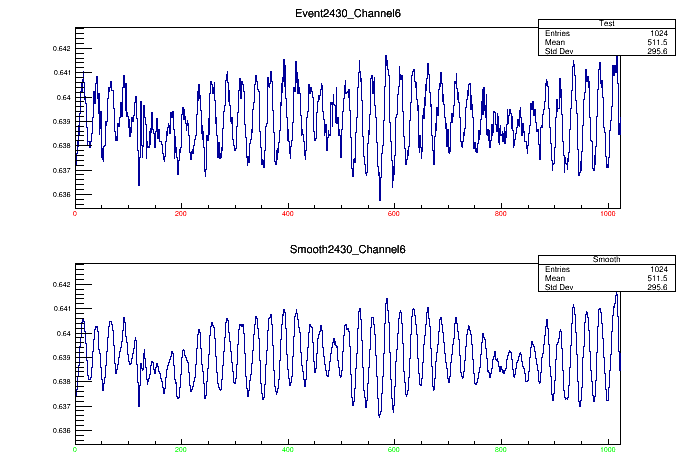 Event2430_Channel6
Test
Entries 1024
Mean 511.5
Std Dev 295.6
0.642
0.641
0.64
0.639
0.638
0.637
0.636
0 200 400 600 800 1000
Smooth2430_Channel6
Smooth
Entries 1024
Mean 511.5
Std Dev 295.6
0.642
0.641
0.64
0.639
0.638
0.637
0.636
0 200 400 600 800 1000